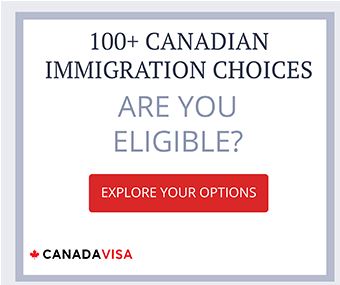 100+ CANADIAN
IMMIGRATION CHOICES
ARE YOU
ELIGIBLE?
EXPLORE YOUR OPTIONS
CANADAVISA